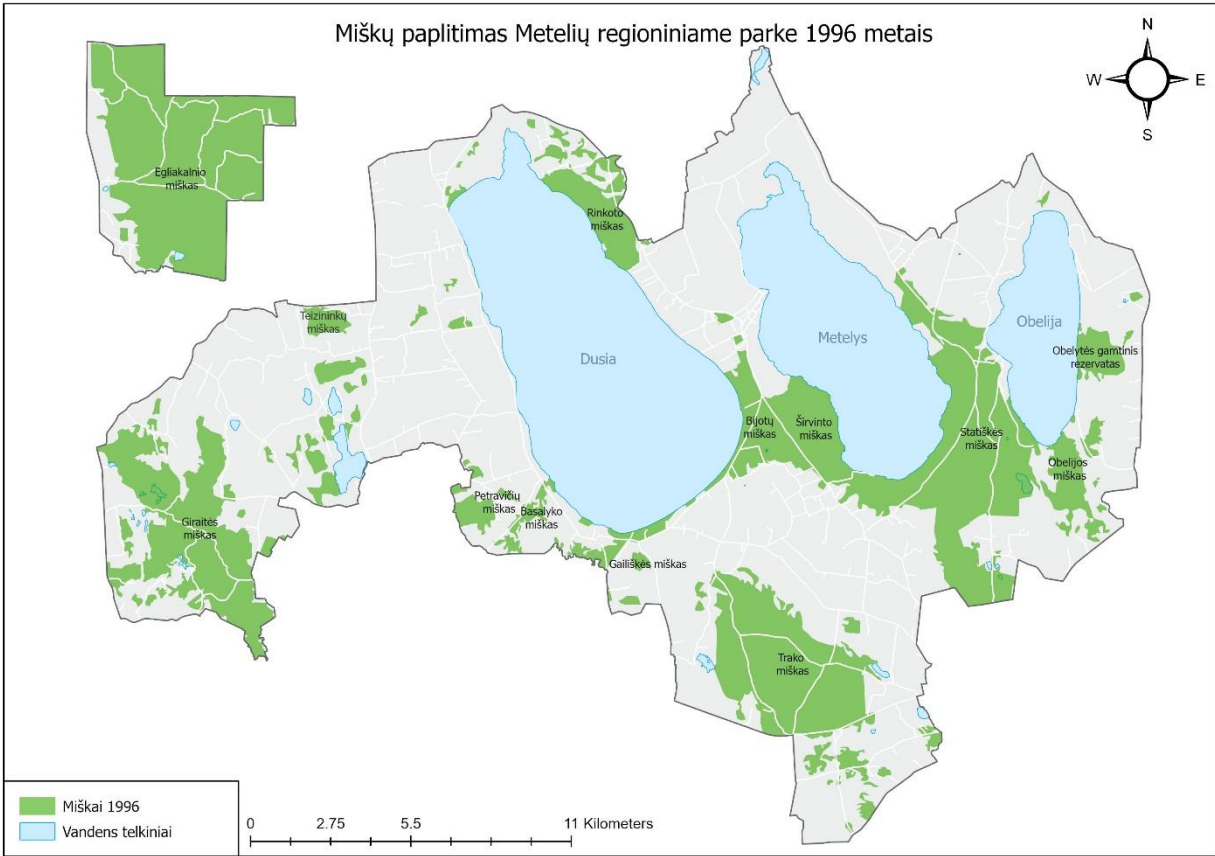 Miškų paplitimas Metelių regioniniame parke 1996 metais
N
W
E
S
Egliakalnio
miškas
Rinkoto
miškas
Teizininkų
miškas
Dusia
Metelys
Obelija
Obelytės gamtinis
rezervatas
Bijotų
miškas
Širvinto
miškas
Statiškės
miškas
Obelijos
miškas
Petravičių
miškas
Basalyko
miškas
Giraitės
miškas
Gailiškės miškas
Trako
miškas
Miškai 1996
Vandens telkiniai
0
2.75
5.5
11 Kilometers